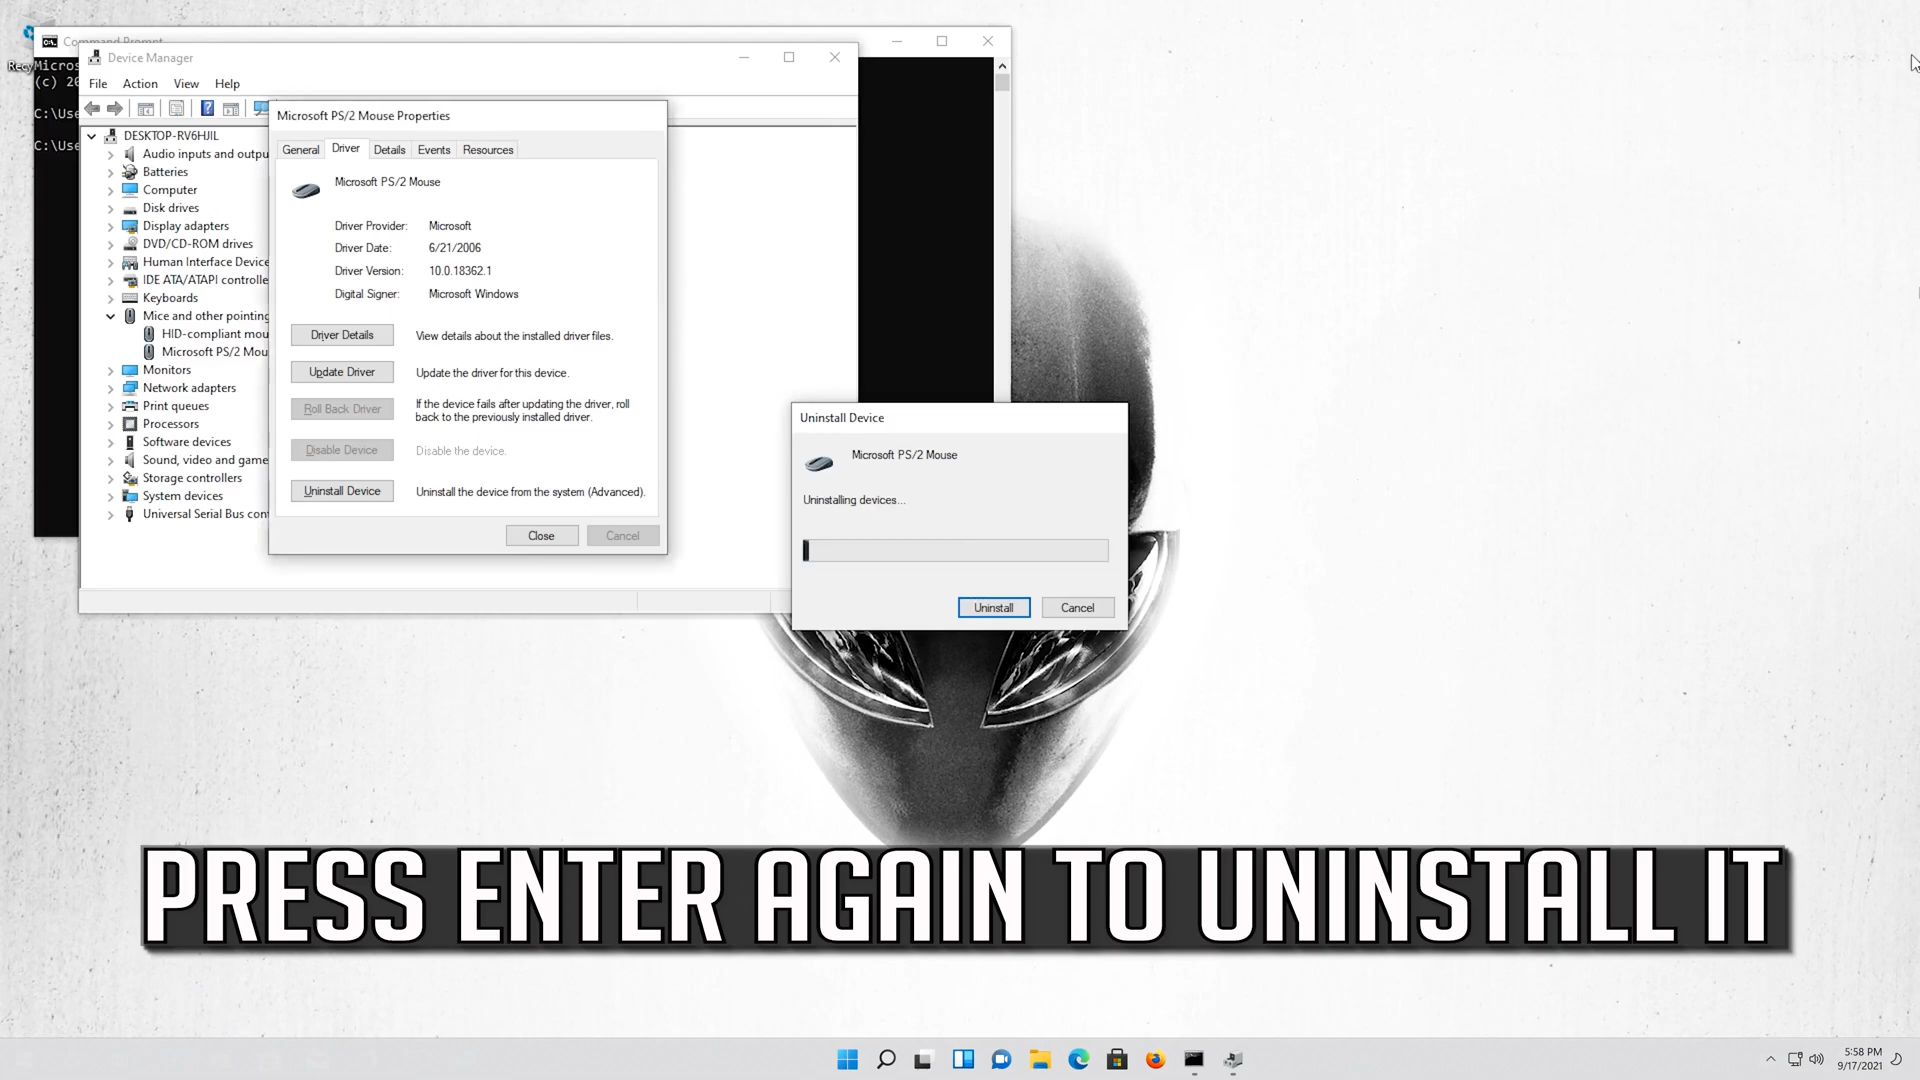 Command Prompt
Device Manager
Recy
Micros
(c) 20
File Action View Help
C:\Use
C:\Use
DESKTOP-RV6HJIL
Audio inputs and outpu
Batteries
Computer
Disk drives
Display adapters
DVD/CD-ROM drives
Human Interface Device
IDE ATA/ATAPI controlle
Keyboards
Mice and other pointing
HID-compliant mou
Microsoft PS/2 Mou
Monitors
Network adapters
Print queues
Processors
Software devices
Sound, video and game
Storage controllers
System devices
Universal Serial Bus cont
Microsoft PS/2 Mouse Properties
General Driver Details Events Resources
Microsoft PS/2 Mouse
Driver Provider: Microsoft
Driver Date: 6/21/2006
Driver Version: 10.0.18362.1
Digital Signer: Microsoft Windows
Driver Details View details about the installed driver files.
Update Driver Update the driver for this device.
Roll Back Driver If the device fails after updating the driver, roll
back to the previously installed driver.
Disable Device Disable the device.
Uninstall Device Uninstall the device from the system (Advanced).
Close Cancel
Uninstall Device
Microsoft PS/2 Mouse
Uninstalling devices...
Uninstall Cancel
PRESS ENTER AGAIN TO UNINSTALL IT
5:58 PM
9/17/2021